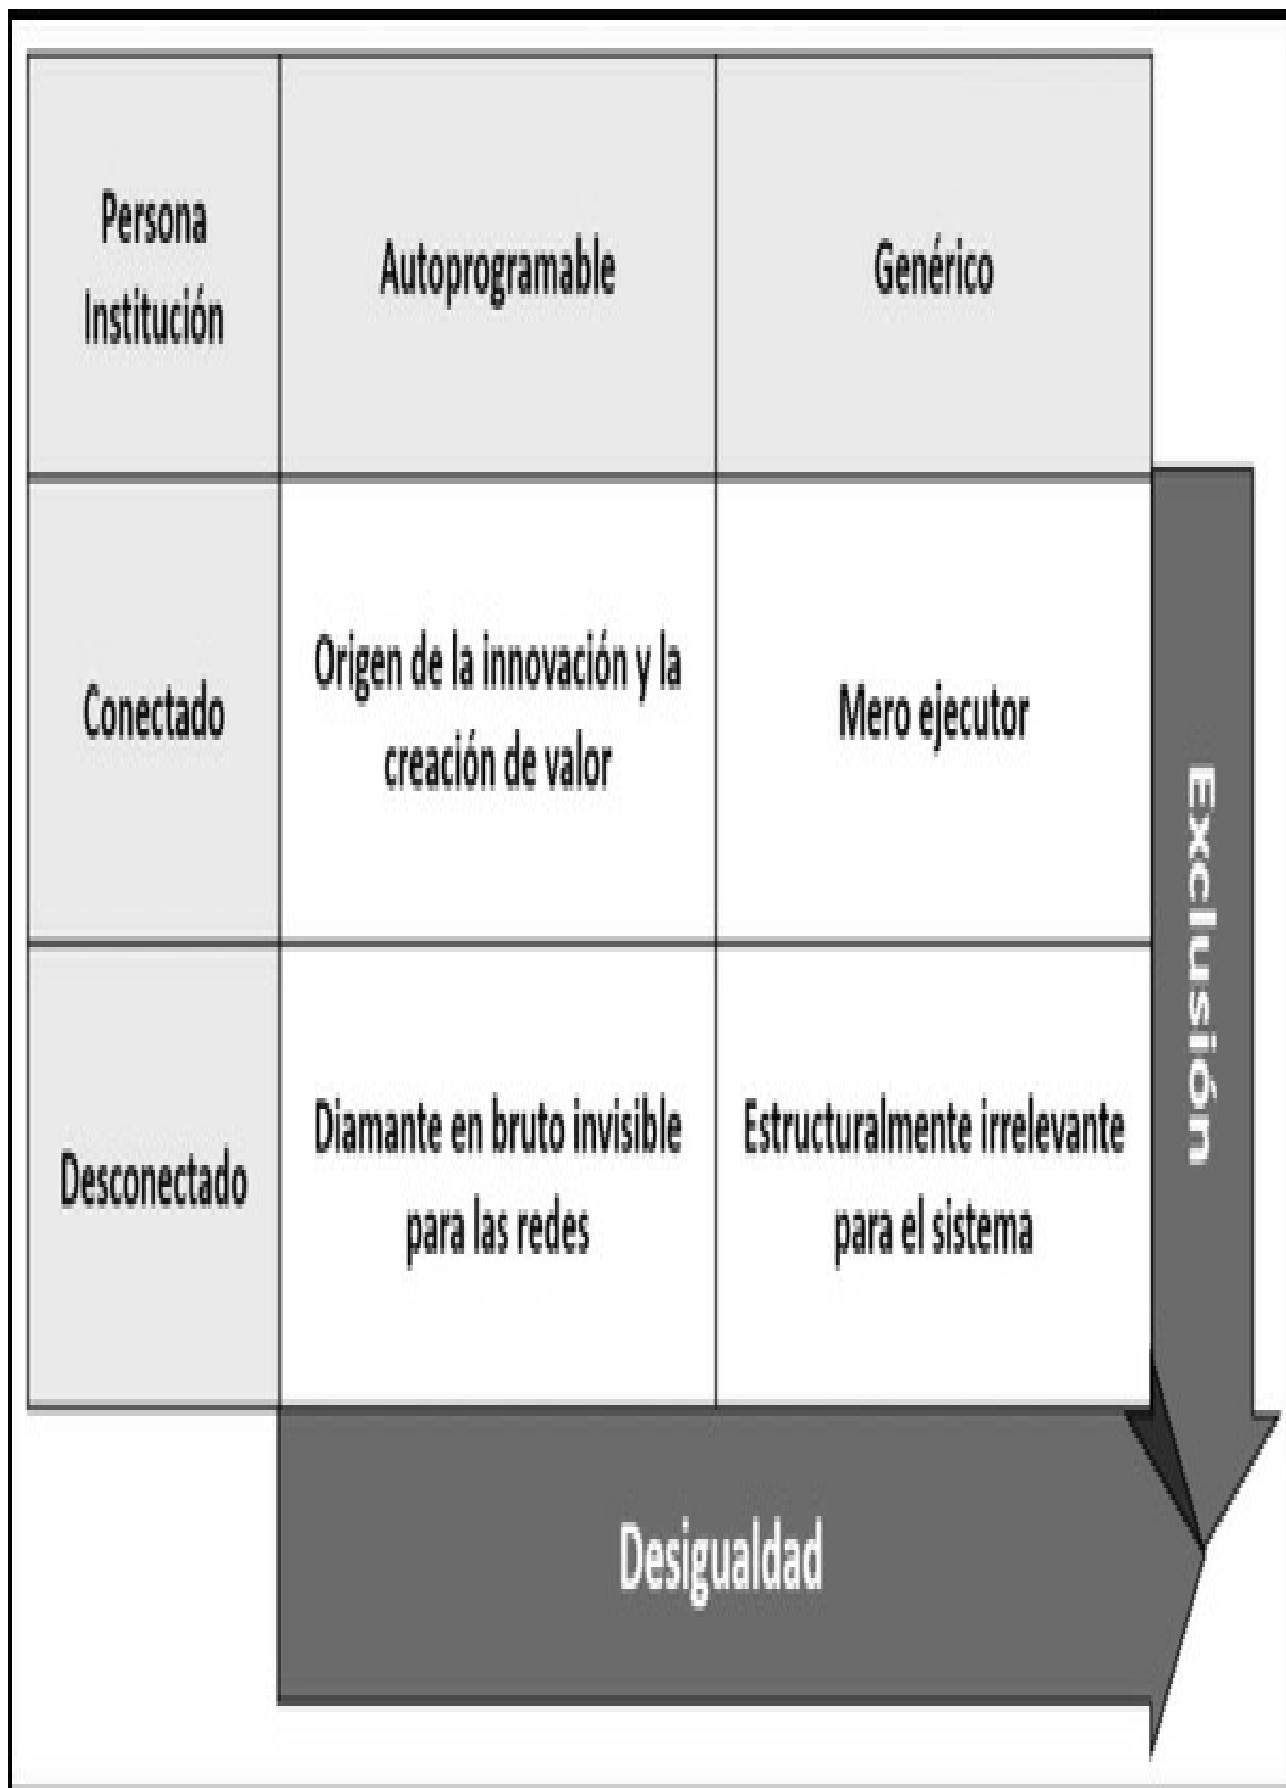 Persona
Institución
Autoprogramable
Genérico
Conectado
Origen de la innovación y la
creación de valor
Mero ejecutor
Desconectado
Diamante en bruto invisible
para las redes
Estructuralmente irrelevante
para el sistema
Exclusión
Desigualdad